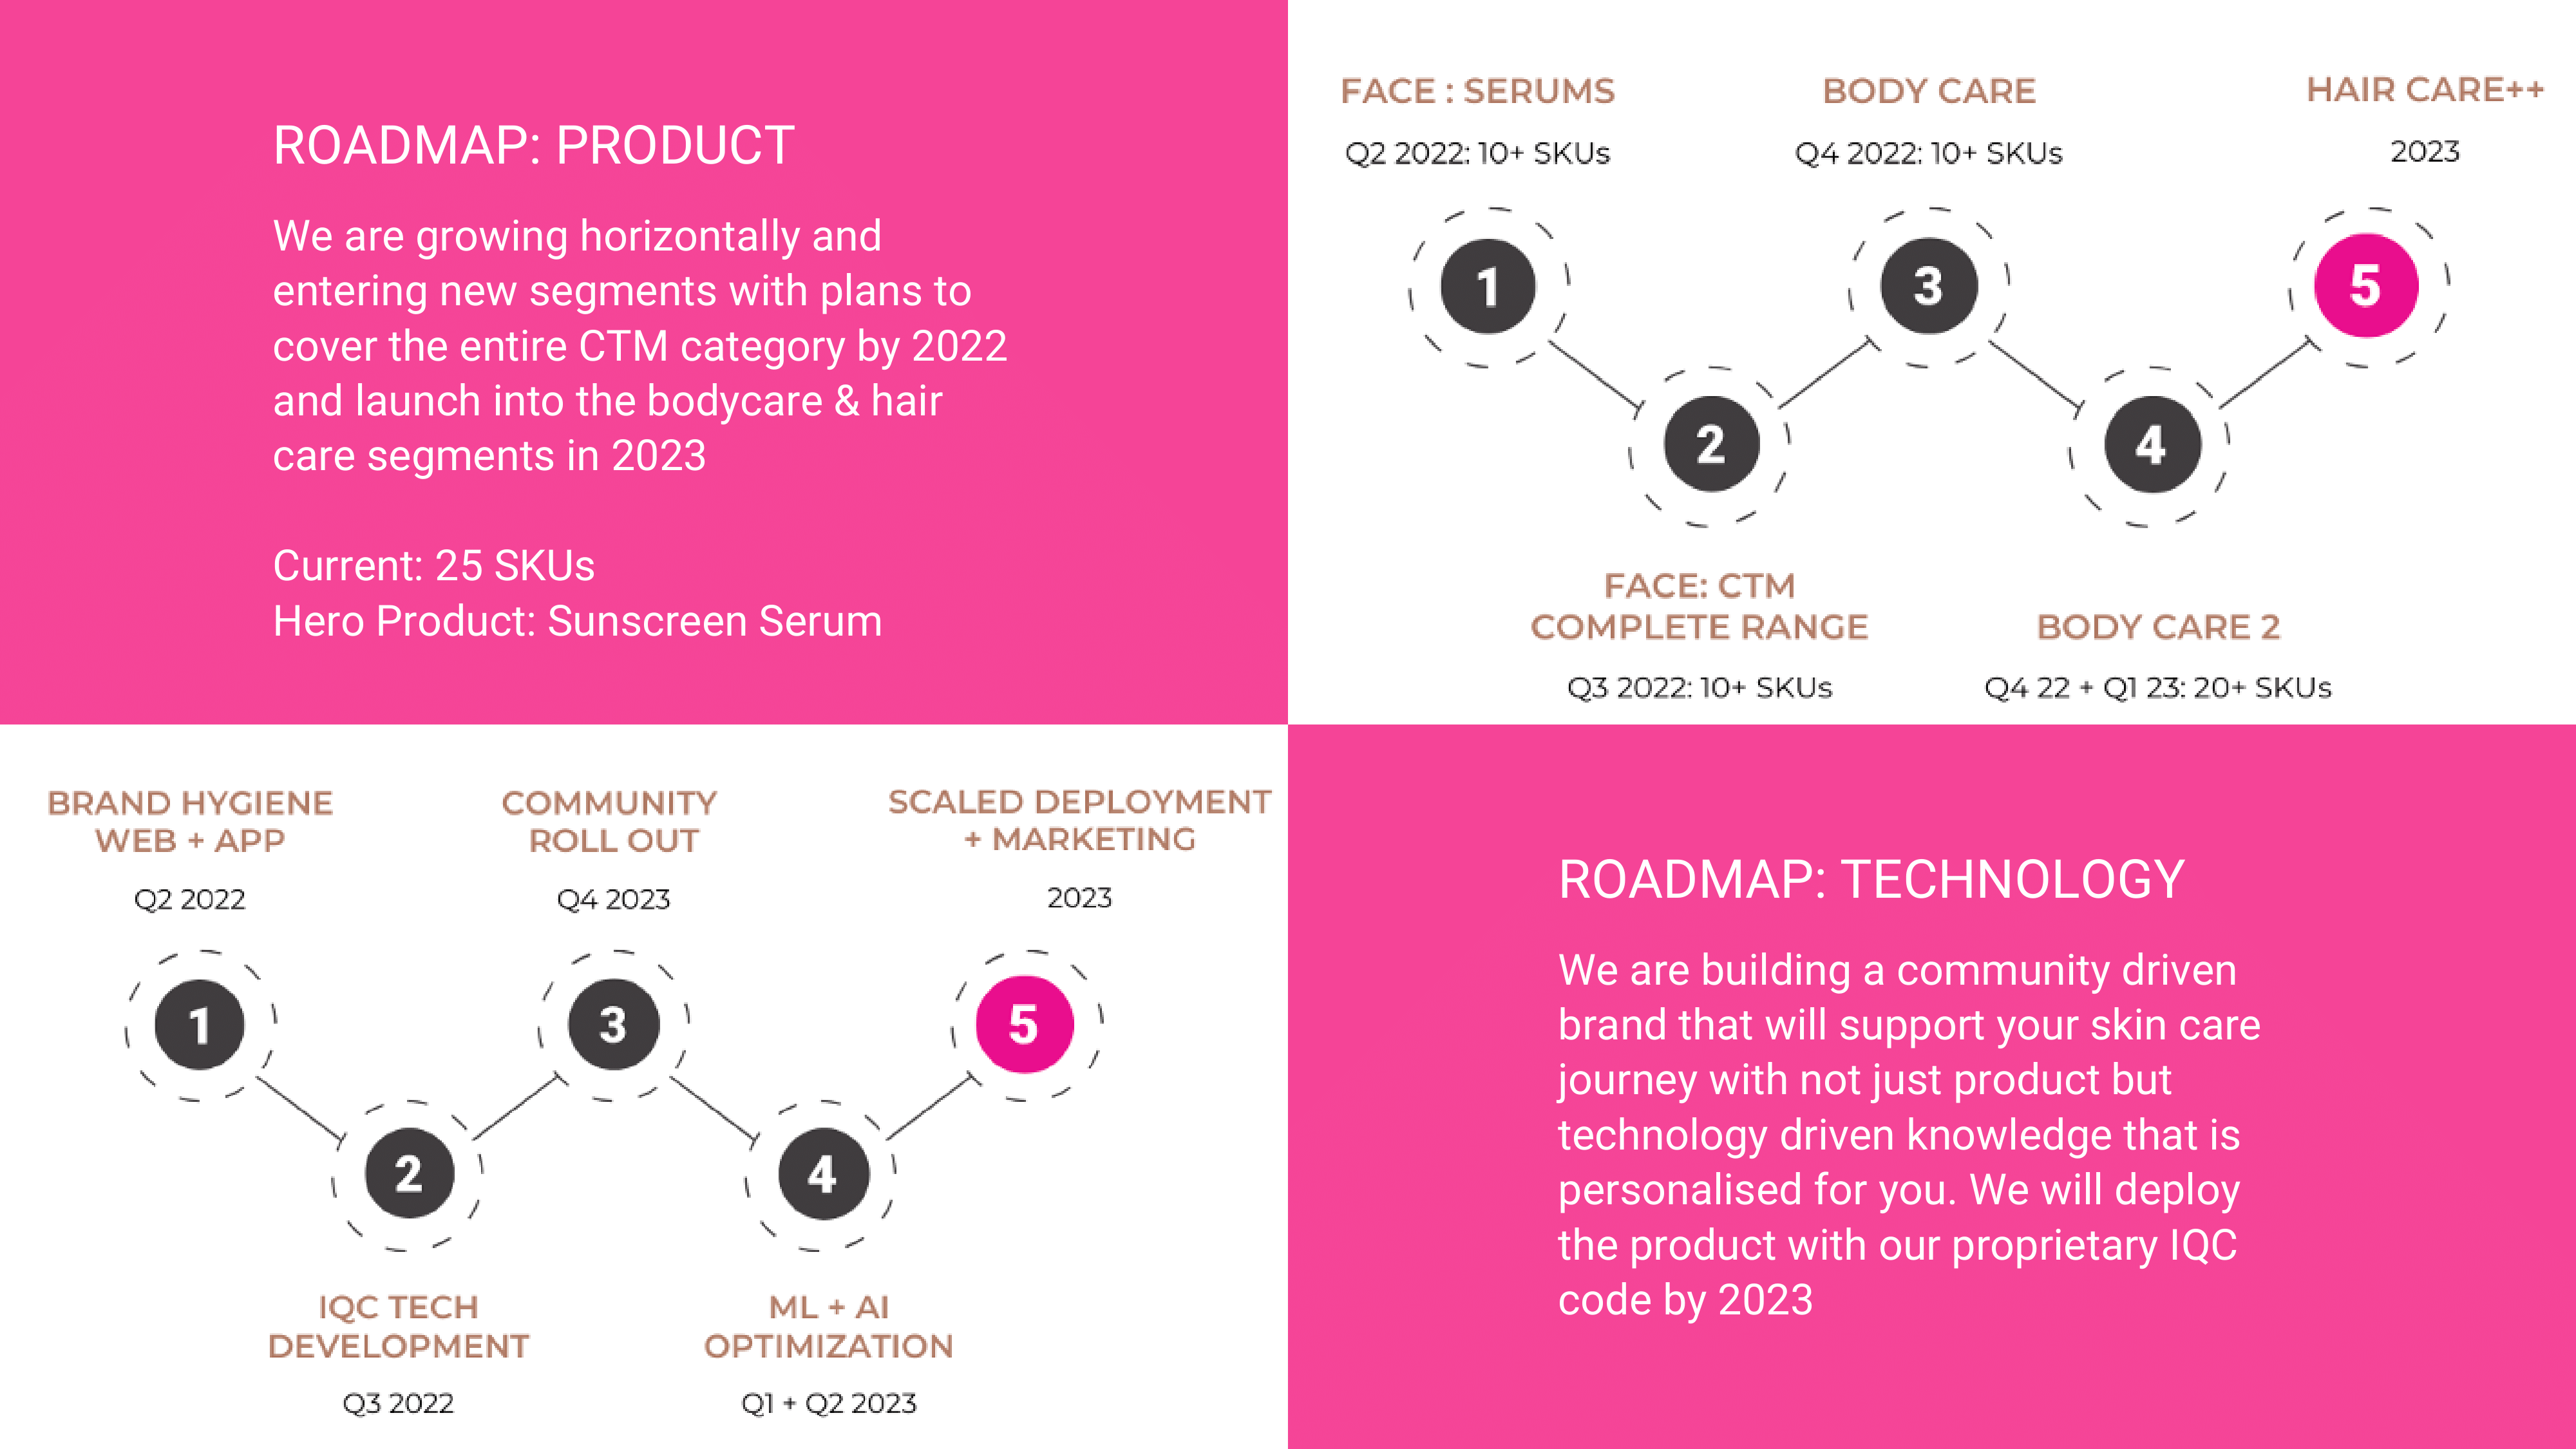 ROADMAP: PRODUCT
We are growing horizontally and
entering new segments with plans to
cover the entire CTM category by 2022
and launch into the bodycare & hair
care segments in 2023
Current: 25 SKUs
Hero Product: Sunscreen Serum
FACE : SERUMS
Q2 2022: 10+ SKUs
BODY CARE
Q4 2022: 10+ SKUs
HAIR CARE++
2023
1
3
5
2
4
FACE: CTM
COMPLETE RANGE
Q3 2022: 10+ SKUs
BODY CARE 2
Q4 22 + Q1 23: 20+ SKUs
BRAND HYGIENE
WEB + APP
Q2 2022
COMMUNITY
ROLL OUT
Q4 2023
SCALED DEPLOYMENT
+ MARKETING
2023
1
3
5
2
4
IQC TECH
DEVELOPMENT
Q3 2022
ML + AI
OPTIMIZATION
Q1 + Q2 2023
ROADMAP: TECHNOLOGY
We are building a community driven
brand that will support your skin care
journey with not just product but
technology driven knowledge that is
personalised for you. We will deploy
the product with our proprietary IQC
code by 2023